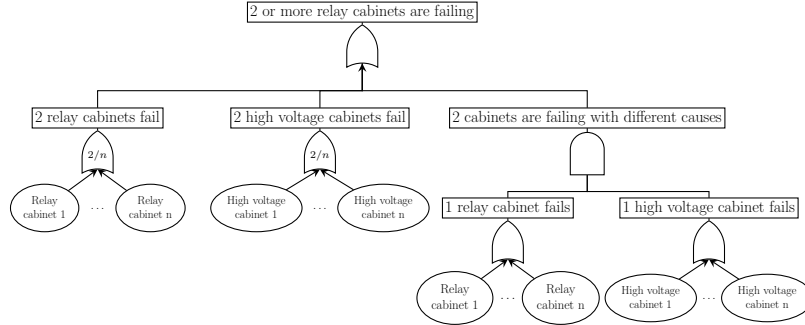 2 or more relay cabinets are failing
2 relay cabinets fail
2 high voltage cabinets fail
2 cabinets are failing with different causes
2/n
2/n
Relay
cabinet 1
...
Relay
cabinet n
High voltage
cabinet 1
...
High voltage
cabinet n
1 relay cabinet fails
1 high voltage cabinet fails
Relay
cabinet 1
...
Relay
cabinet n
High voltage
cabinet 1
...
High voltage
cabinet n